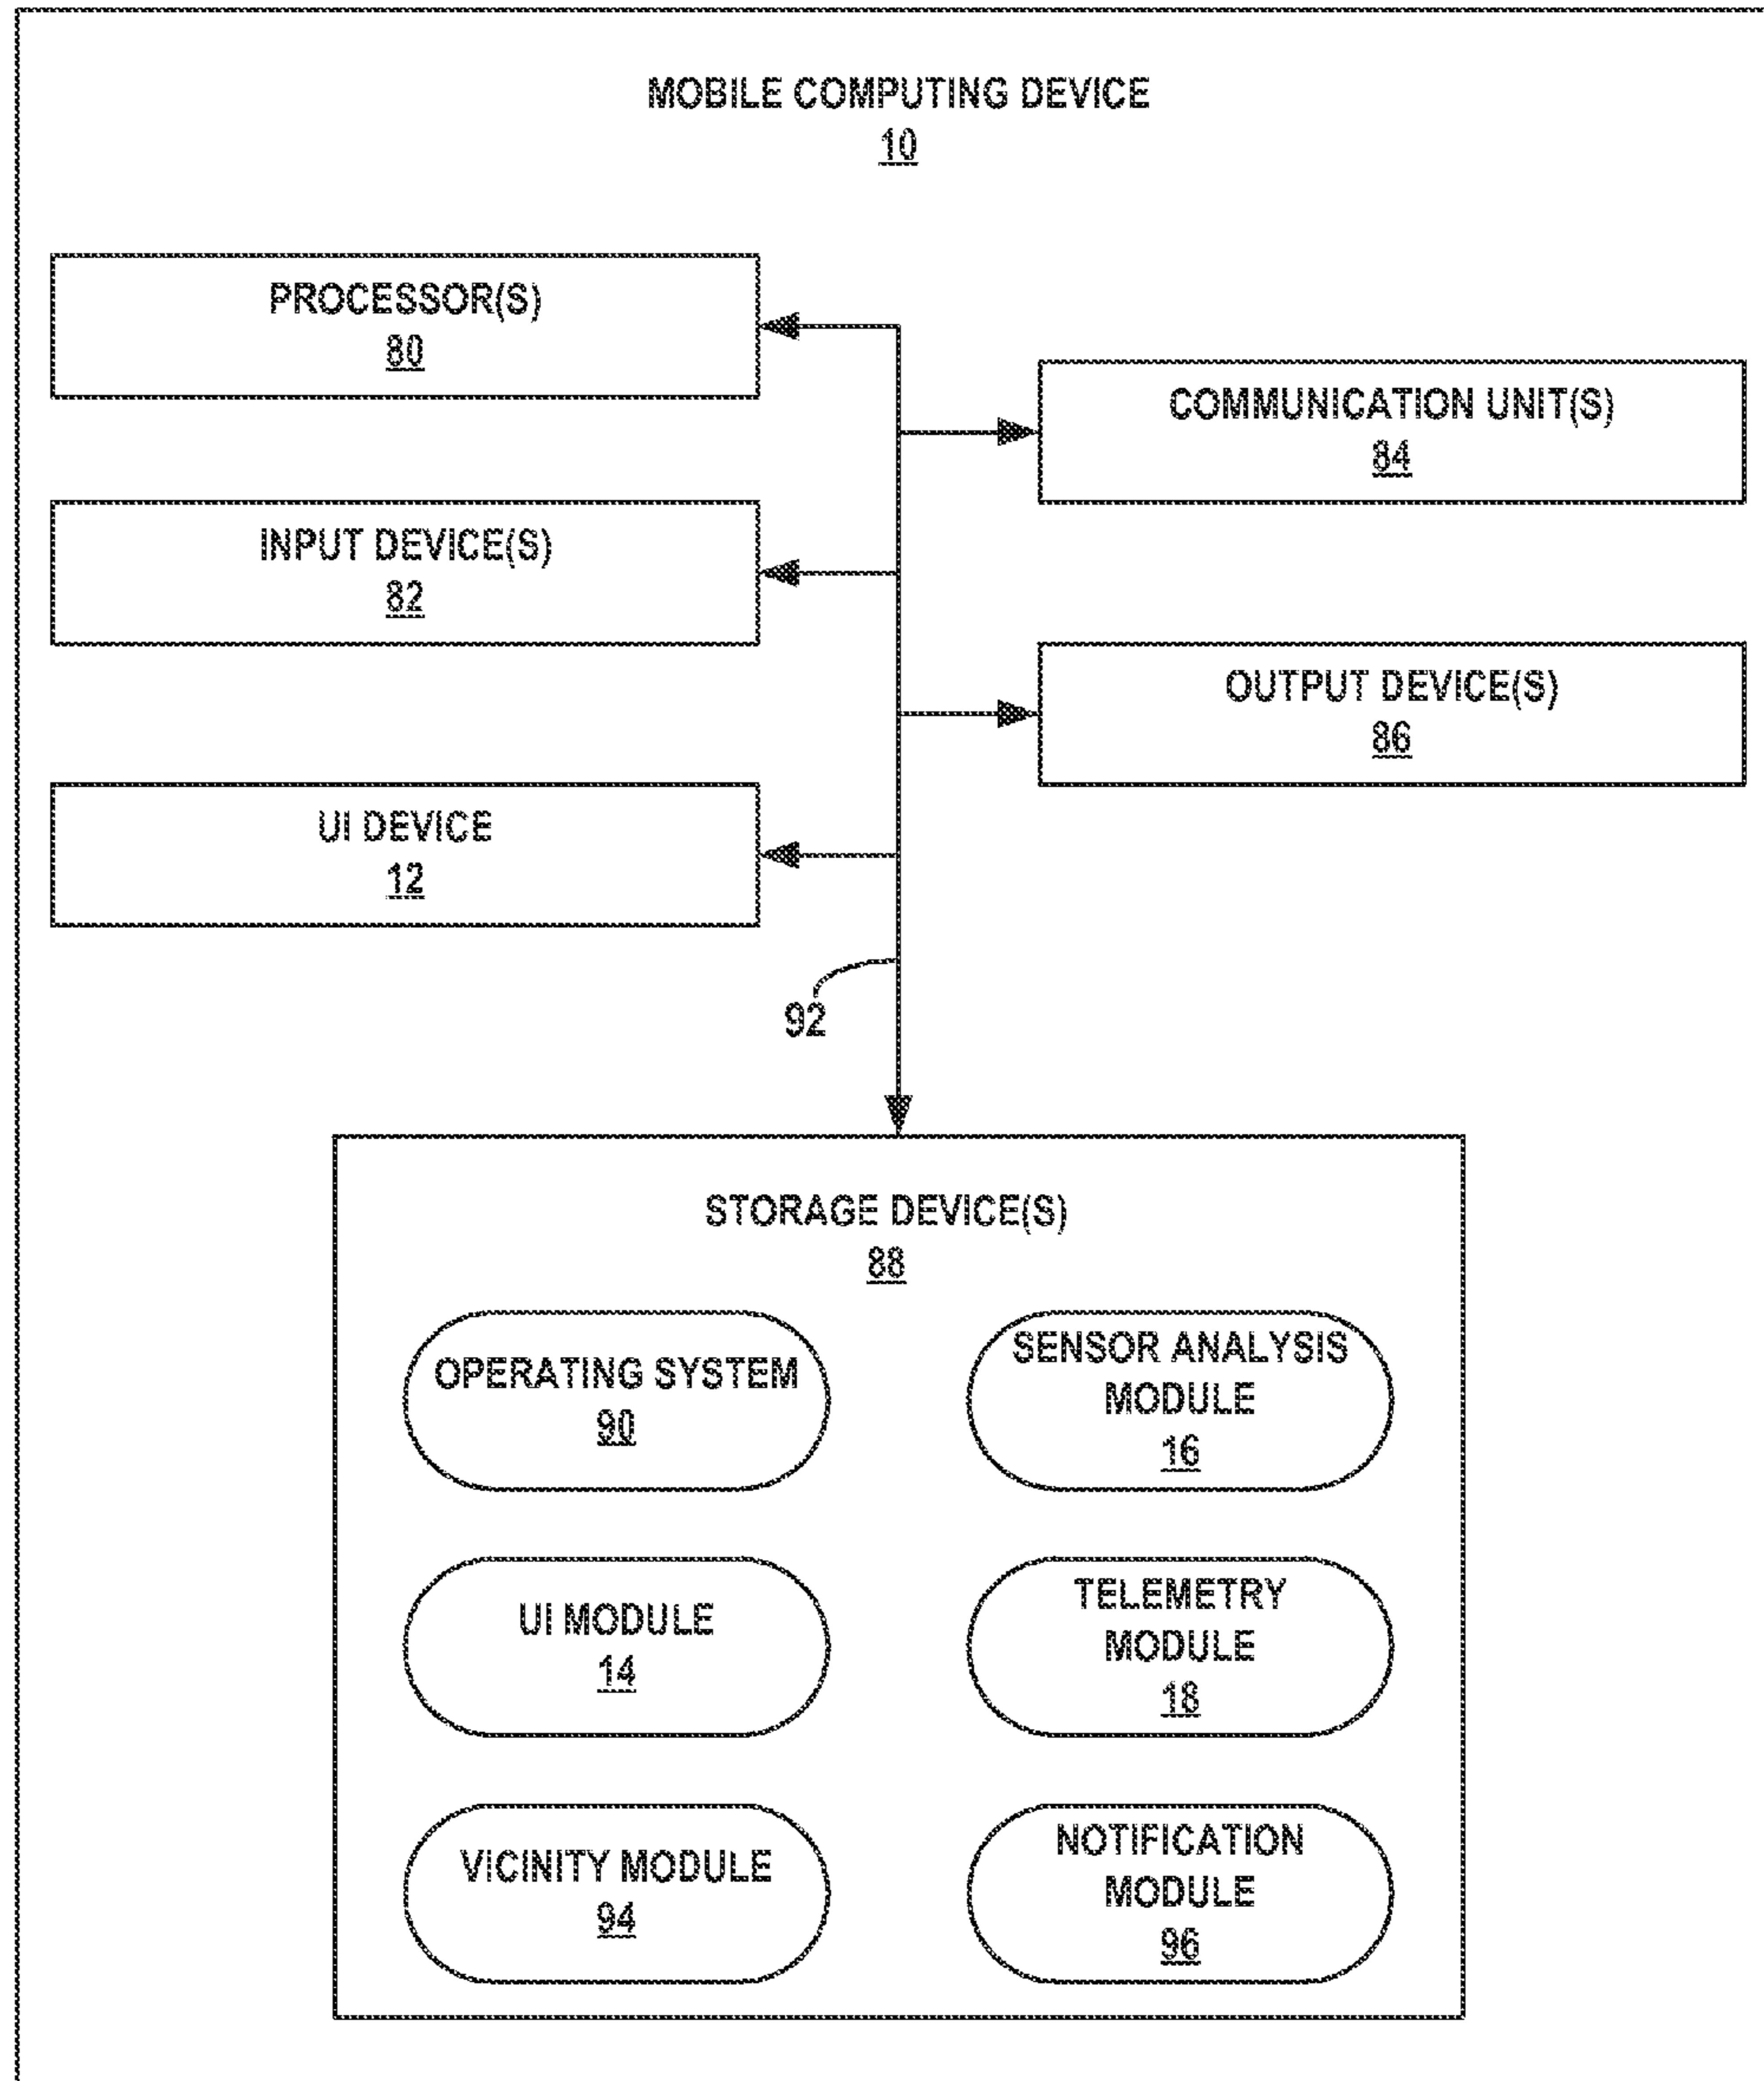 MOBILE COMPUTING DEVICE
10
PROCESSOR(S)
80
COMMUNICATION UNIT(S)
84
INPUT DEVICE(S)
82
OUTPUT DEVICE(S)
86
UI DEVICE
12
92
STORAGE DEVICE(S)
88
OPERATING SYSTEM
90
SENSOR ANALYSIS
MODULE
16
UI MODULE
14
TELEMETRY
MODULE
18
VICINITY MODULE
94
NOTIFICATION
MODULE
96